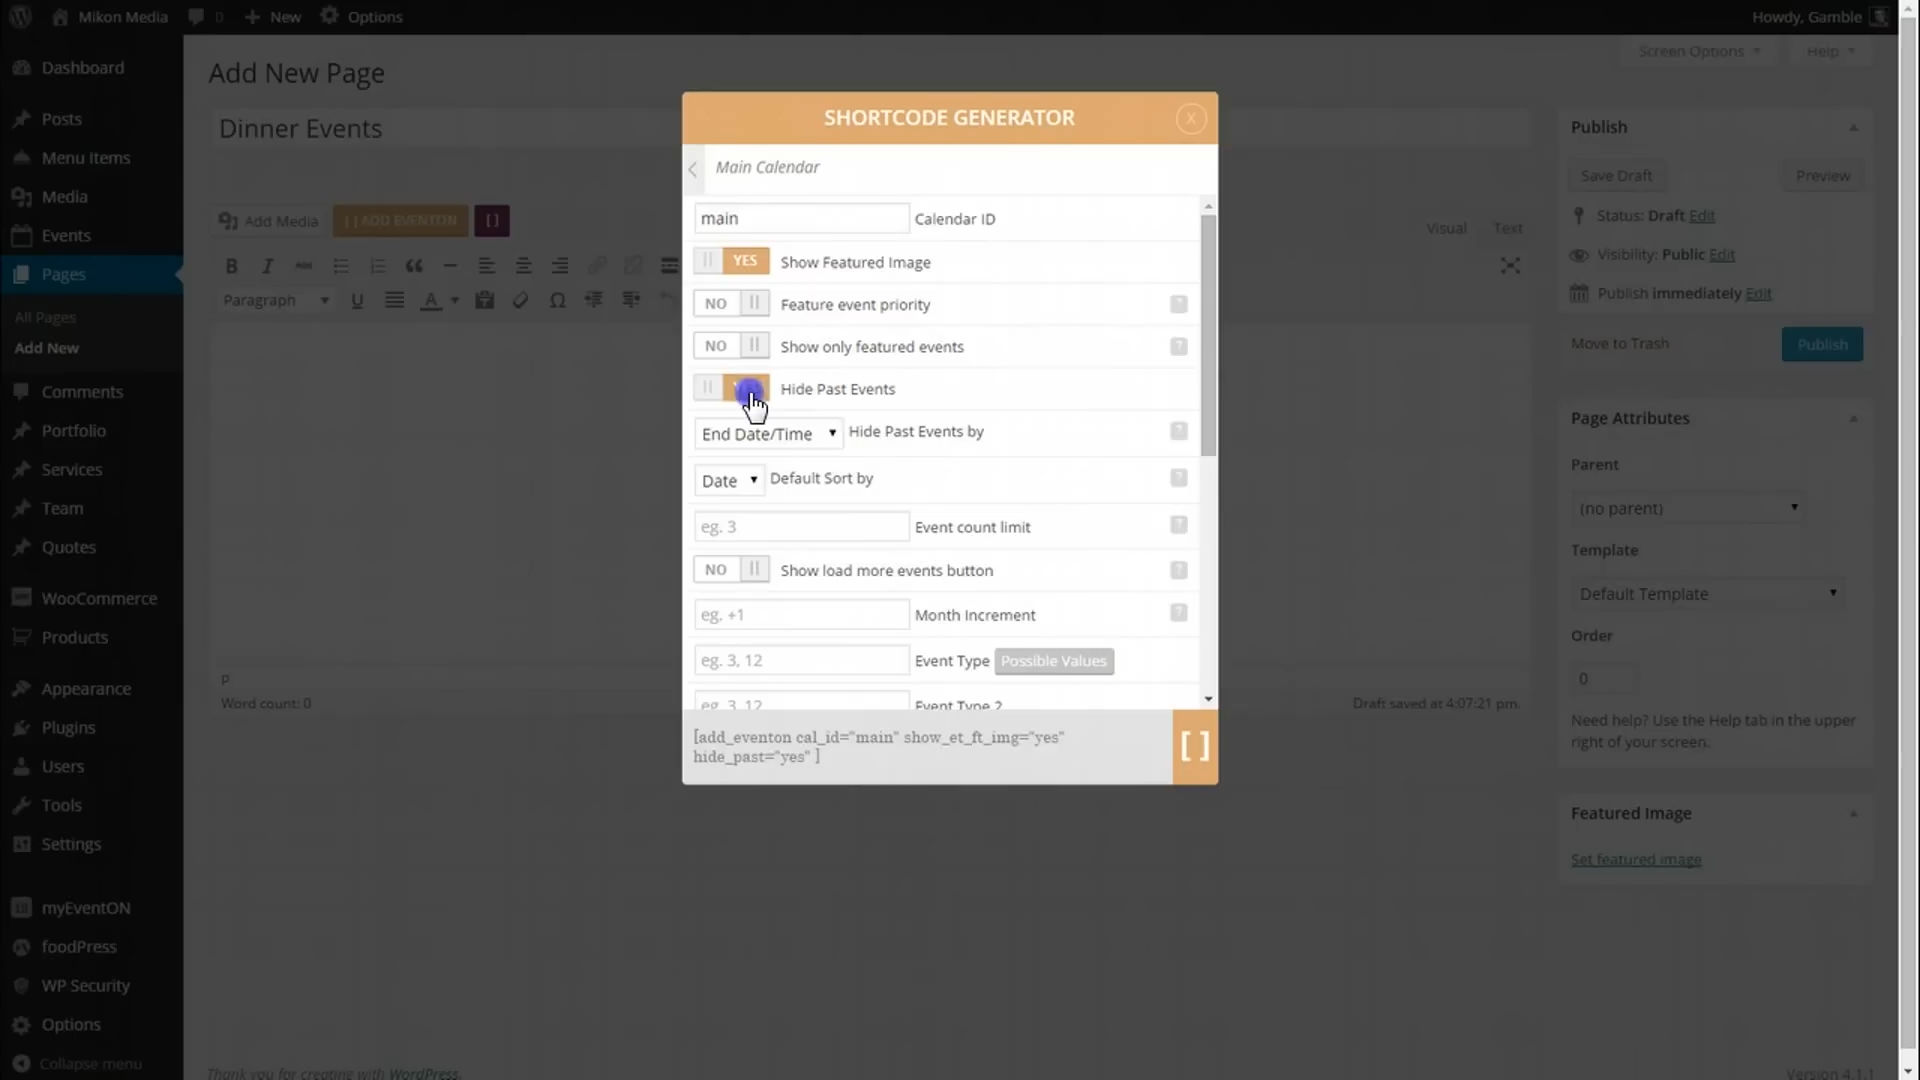 Mikon Media 0 New Options Howdy, Gamble
Dashboard
Posts
Menu Items
Media
Events
Pages
All Pages
Add New
Comments
Portfolio
Services
Team
Quotes
WooCommerce
Products
Appearance
Plugins
Users
Tools
Settings
myEventON
foodPress
WP Security
Options
Collapse menu
Screen Options Help
Add New Page
Dinner Events
Add Media [ ] ADD EVENTON [ ]
Visual Text
B I ABC
Paragraph U A
P
Word count: 0 Draft saved at 4:07:21 pm.
SHORTCODE GENERATOR X
Main Calendar
main Calendar ID
YES Show Featured Image
NO Feature event priority ?
NO Show only featured events ?
Hide Past Events
End Date/Time Hide Past Events by ?
Date Default Sort by ?
eg. 3 Event count limit ?
NO Show load more events button ?
eg. +1 Month Increment ?
eg. 3, 12 Event Type Possible Values
eg. 3, 12 Event Type 2
[add_eventon cal_id="main" show_et_ft_img="yes"
hide_past="yes" ]
[ ]
Publish
Save Draft Preview
Status: Draft Edit
Visibility: Public Edit
Publish immediately Edit
Move to Trash Publish
Page Attributes
Parent
(no parent)
Template
Default Template
Order
0
Need help? Use the Help tab in the upper
right of your screen.
Featured Image
Set featured image
Thank you for creating with WordPress. Version 4.1.1